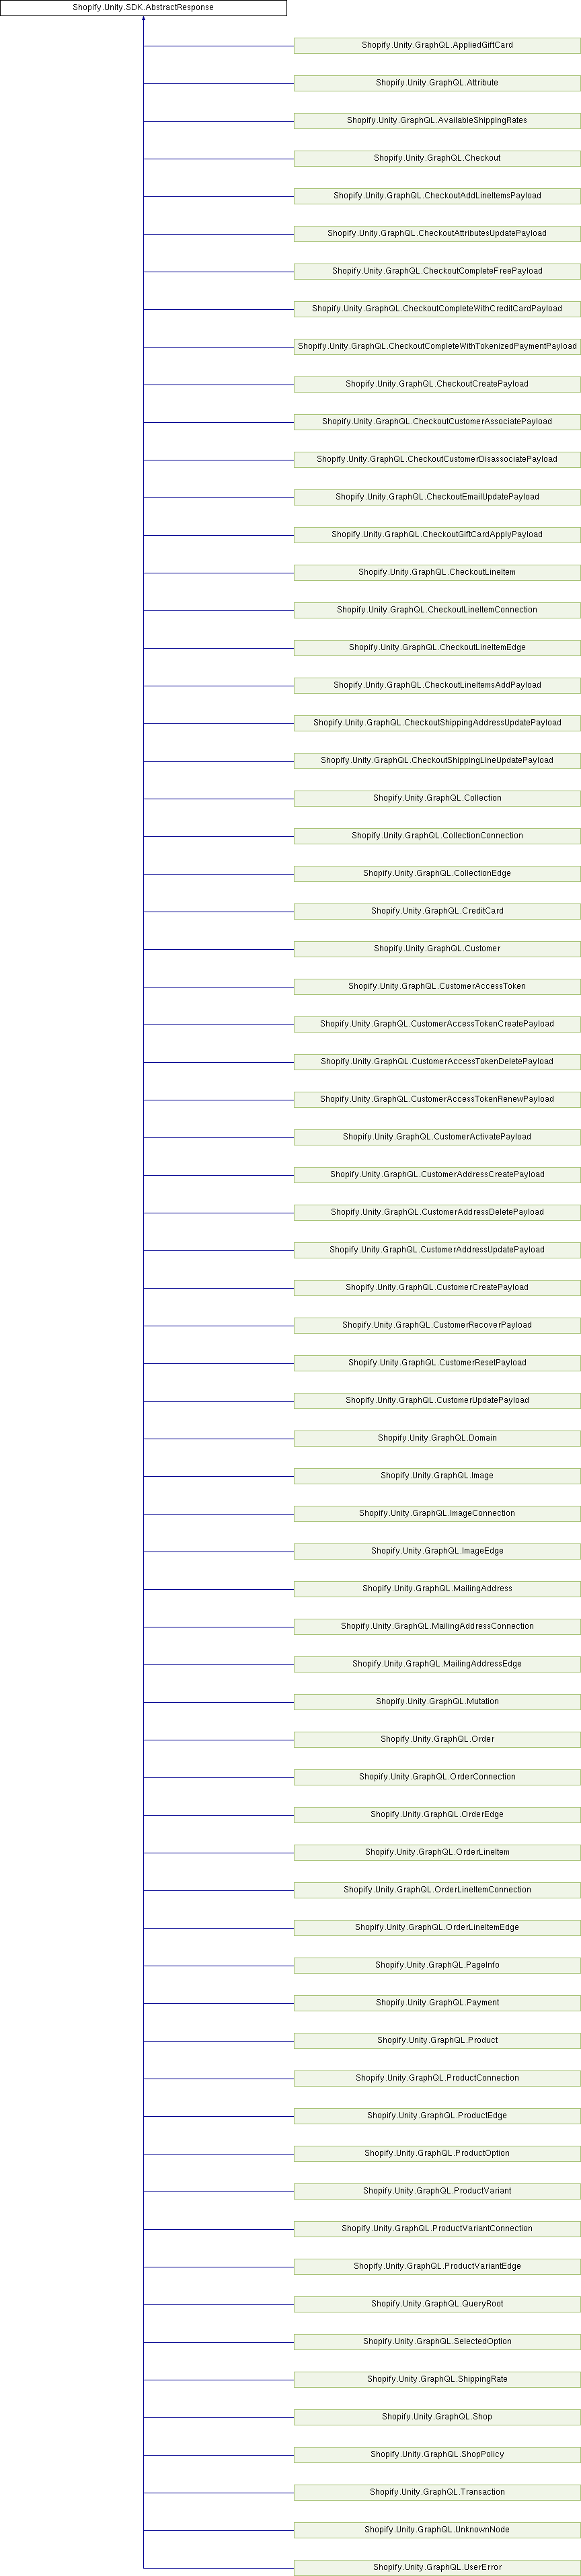 Shopify.Unity.SDK.AbstractResponse
Shopify.Unity.GraphQL.AppliedGiftCard
Shopify.Unity.GraphQL.Attribute
Shopify.Unity.GraphQL.AvailableShippingRates
Shopify.Unity.GraphQL.Checkout
Shopify.Unity.GraphQL.CheckoutAddLineItemsPayload
Shopify.Unity.GraphQL.CheckoutAttributesUpdatePayload
Shopify.Unity.GraphQL.CheckoutCompleteFreePayload
Shopify.Unity.GraphQL.CheckoutCompleteWithCreditCardPayload
Shopify.Unity.GraphQL.CheckoutCompleteWithTokenizedPaymentPayload
Shopify.Unity.GraphQL.CheckoutCreatePayload
Shopify.Unity.GraphQL.CheckoutCustomerAssociatePayload
Shopify.Unity.GraphQL.CheckoutCustomerDisassociatePayload
Shopify.Unity.GraphQL.CheckoutEmailUpdatePayload
Shopify.Unity.GraphQL.CheckoutGiftCardApplyPayload
Shopify.Unity.GraphQL.CheckoutLineItem
Shopify.Unity.GraphQL.CheckoutLineItemConnection
Shopify.Unity.GraphQL.CheckoutLineItemEdge
Shopify.Unity.GraphQL.CheckoutLineItemsAddPayload
Shopify.Unity.GraphQL.CheckoutShippingAddressUpdatePayload
Shopify.Unity.GraphQL.CheckoutShippingLineUpdatePayload
Shopify.Unity.GraphQL.Collection
Shopify.Unity.GraphQL.CollectionConnection
Shopify.Unity.GraphQL.CollectionEdge
Shopify.Unity.GraphQL.CreditCard
Shopify.Unity.GraphQL.Customer
Shopify.Unity.GraphQL.CustomerAccessToken
Shopify.Unity.GraphQL.CustomerAccessTokenCreatePayload
Shopify.Unity.GraphQL.CustomerAccessTokenDeletePayload
Shopify.Unity.GraphQL.CustomerAccessTokenRenewPayload
Shopify.Unity.GraphQL.CustomerActivatePayload
Shopify.Unity.GraphQL.CustomerAddressCreatePayload
Shopify.Unity.GraphQL.CustomerAddressDeletePayload
Shopify.Unity.GraphQL.CustomerAddressUpdatePayload
Shopify.Unity.GraphQL.CustomerCreatePayload
Shopify.Unity.GraphQL.CustomerRecoverPayload
Shopify.Unity.GraphQL.CustomerResetPayload
Shopify.Unity.GraphQL.CustomerUpdatePayload
Shopify.Unity.GraphQL.Domain
Shopify.Unity.GraphQL.Image
Shopify.Unity.GraphQL.ImageConnection
Shopify.Unity.GraphQL.ImageEdge
Shopify.Unity.GraphQL.MailingAddress
Shopify.Unity.GraphQL.MailingAddressConnection
Shopify.Unity.GraphQL.MailingAddressEdge
Shopify.Unity.GraphQL.Mutation
Shopify.Unity.GraphQL.Order
Shopify.Unity.GraphQL.OrderConnection
Shopify.Unity.GraphQL.OrderEdge
Shopify.Unity.GraphQL.OrderLineItem
Shopify.Unity.GraphQL.OrderLineItemConnection
Shopify.Unity.GraphQL.OrderLineItemEdge
Shopify.Unity.GraphQL.PageInfo
Shopify.Unity.GraphQL.Payment
Shopify.Unity.GraphQL.Product
Shopify.Unity.GraphQL.ProductConnection
Shopify.Unity.GraphQL.ProductEdge
Shopify.Unity.GraphQL.ProductOption
Shopify.Unity.GraphQL.ProductVariant
Shopify.Unity.GraphQL.ProductVariantConnection
Shopify.Unity.GraphQL.ProductVariantEdge
Shopify.Unity.GraphQL.QueryRoot
Shopify.Unity.GraphQL.SelectedOption
Shopify.Unity.GraphQL.ShippingRate
Shopify.Unity.GraphQL.Shop
Shopify.Unity.GraphQL.ShopPolicy
Shopify.Unity.GraphQL.Transaction
Shopify.Unity.GraphQL.UnknownNode
Shopify.Unity.GraphQL.UserError